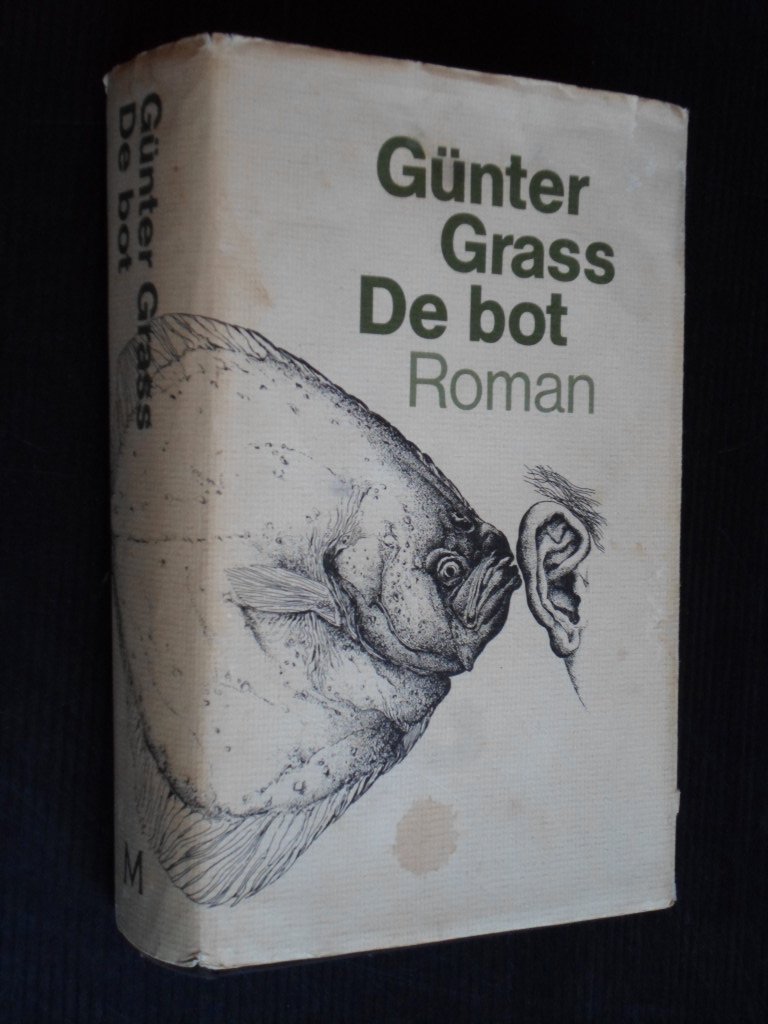 Günter
Grass
De bot
Roman
Günter Grass
De bot
M